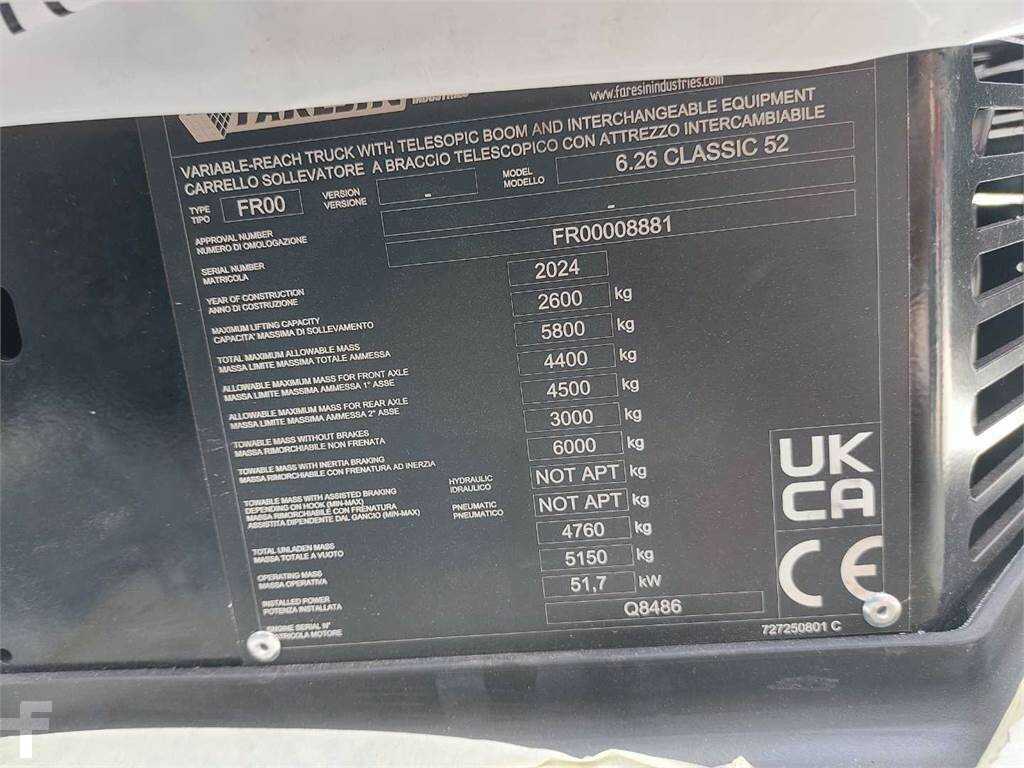 FARESIN
INDUSTRIES
www.faresinindustries.com
VARIABLE-REACH TRUCK WITH TELESOPIC BOOM AND INTERCHANGEABLE EQUIPMENT
CARRELLO SOLLEVATORE A BRACCIO TELESCOPICO CON ATTREZZO INTERCAMBIABILE
TYPE
TIPO
FR00
VERSION
VERSIONE
-
MODEL
MODELLO
6.26 CLASSIC 52
APPROVAL NUMBER
NUMERO DI OMOLOGAZIONE
-
SERIAL NUMBER
MATRICOLA
FR00008881
YEAR OF CONSTRUCTION
ANNO DI COSTRUZIONE
2024
MAXIMUM LIFTING CAPACITY
CAPACITA' MASSIMA DI SOLLEVAMENTO
2600 kg
TOTAL MAXIMUM ALLOWABLE MASS
MASSA LIMITE MASSIMA TOTALE AMMESSA
5800 kg
ALLOWABLE MAXIMUM MASS FOR FRONT AXLE
MASSA LIMITE MASSIMA AMMESSA 1° ASSE
4400 kg
ALLOWABLE MAXIMUM MASS FOR REAR AXLE
MASSA LIMITE MASSIMA AMMESSA 2° ASSE
4500 kg
TOWABLE MASS WITHOUT BRAKES
MASSA RIMORCHIABILE NON FRENATA
3000 kg
TOWABLE MASS WITH INERTIA BRAKING
MASSA RIMORCHIABILE CON FRENATURA AD INERZIA
6000 kg
TOWABLE MASS WITH ASSISTED BRAKING
DEPENDING ON HOOK (MIN-MAX)
MASSA RIMORCHIABILE CON FRENATURA
ASSISTITA DIPENDENTE DAL GANCIO (MIN-MAX)
HYDRAULIC
IDRAULICO
NOT APT kg
PNEUMATIC
PNEUMATICO
NOT APT kg
TOTAL UNLADEN MASS
MASSA TOTALE A VUOTO
4760 kg
OPERATING MASS
MASSA OPERATIVA
5150 kg
INSTALLED POWER
POTENZA INSTALLATA
51,7 kW
ENGINE SERIAL N°
MATRICOLA MOTORE
Q8486
UK
CA
CE
727250801 C